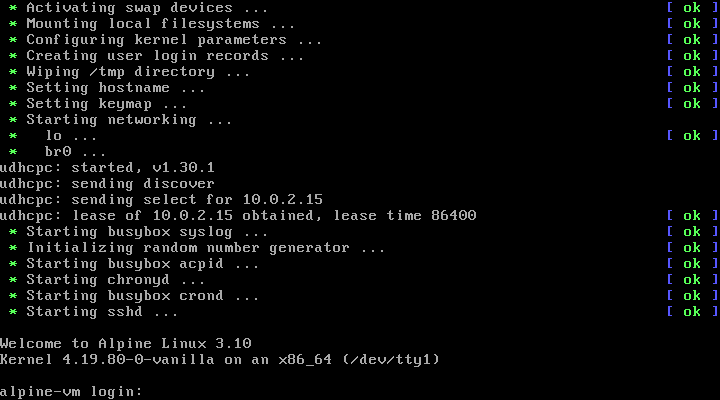 * Activating swap devices ... [ ok ]
* Mounting local filesystems ... [ ok ]
* Configuring kernel parameters ... [ ok ]
* Creating user login records ... [ ok ]
* Wiping /tmp directory ... [ ok ]
* Setting hostname ... [ ok ]
* Setting keymap ... [ ok ]
* Starting networking ...
*   lo ... [ ok ]
*   br0 ...
udhcpc: started, v1.30.1
udhcpc: sending discover
udhcpc: sending select for 10.0.2.15
udhcpc: lease of 10.0.2.15 obtained, lease time 86400 [ ok ]
* Starting busybox syslog ... [ ok ]
* Initializing random number generator ... [ ok ]
* Starting busybox acpid ... [ ok ]
* Starting chronyd ... [ ok ]
* Starting busybox crond ... [ ok ]
* Starting sshd ... [ ok ]
Welcome to Alpine Linux 3.10
Kernel 4.19.80-0-vanilla on an x86_64 (/dev/tty1)
alpine-vm login: